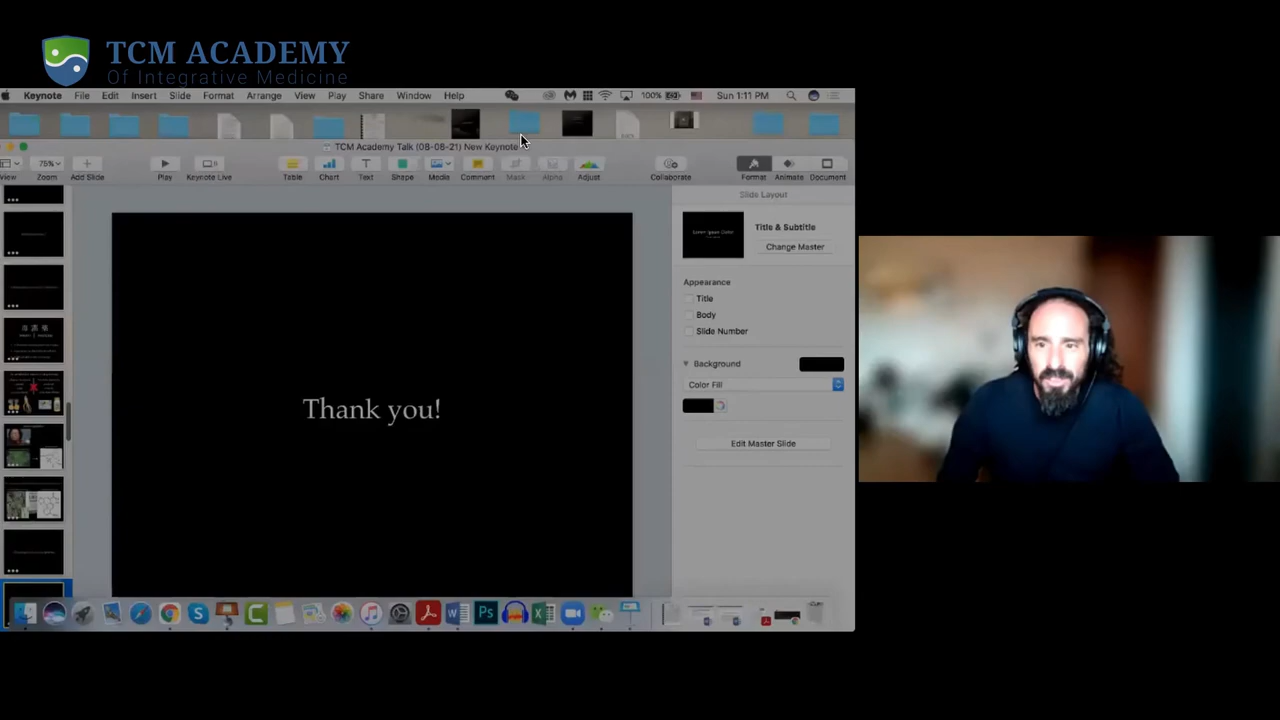 TCM ACADEMY
Of Integrative Medicine
Keynote File Edit Insert Slide Format Arrange View Play Share Window Help 100% Sun 1:11 PM
TCM Academy Talk (08-08-21) New Keynote
View 75% Zoom Add Slide Play Keynote Live Table Chart Text Shape Media Comment Mask Alpha Adjust Collaborate Format Animate Document
Slide Layout
Title & Subtitle
Change Master
Appearance
Title
Body
Slide Number
Background
Color Fill
Edit Master Slide
Thank you!